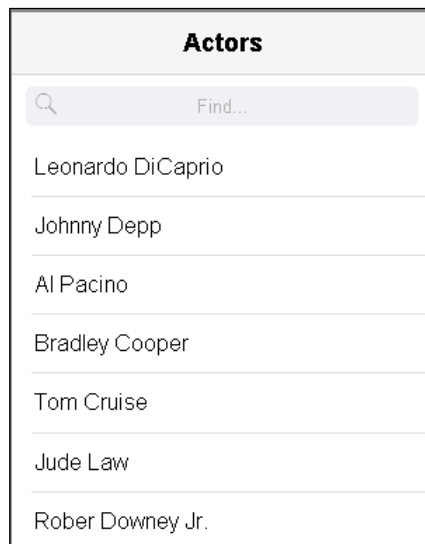 Actors
Find...
Leonardo DiCaprio
Johnny Depp
Al Pacino
Bradley Cooper
Tom Cruise
Jude Law
Rober Downey Jr.